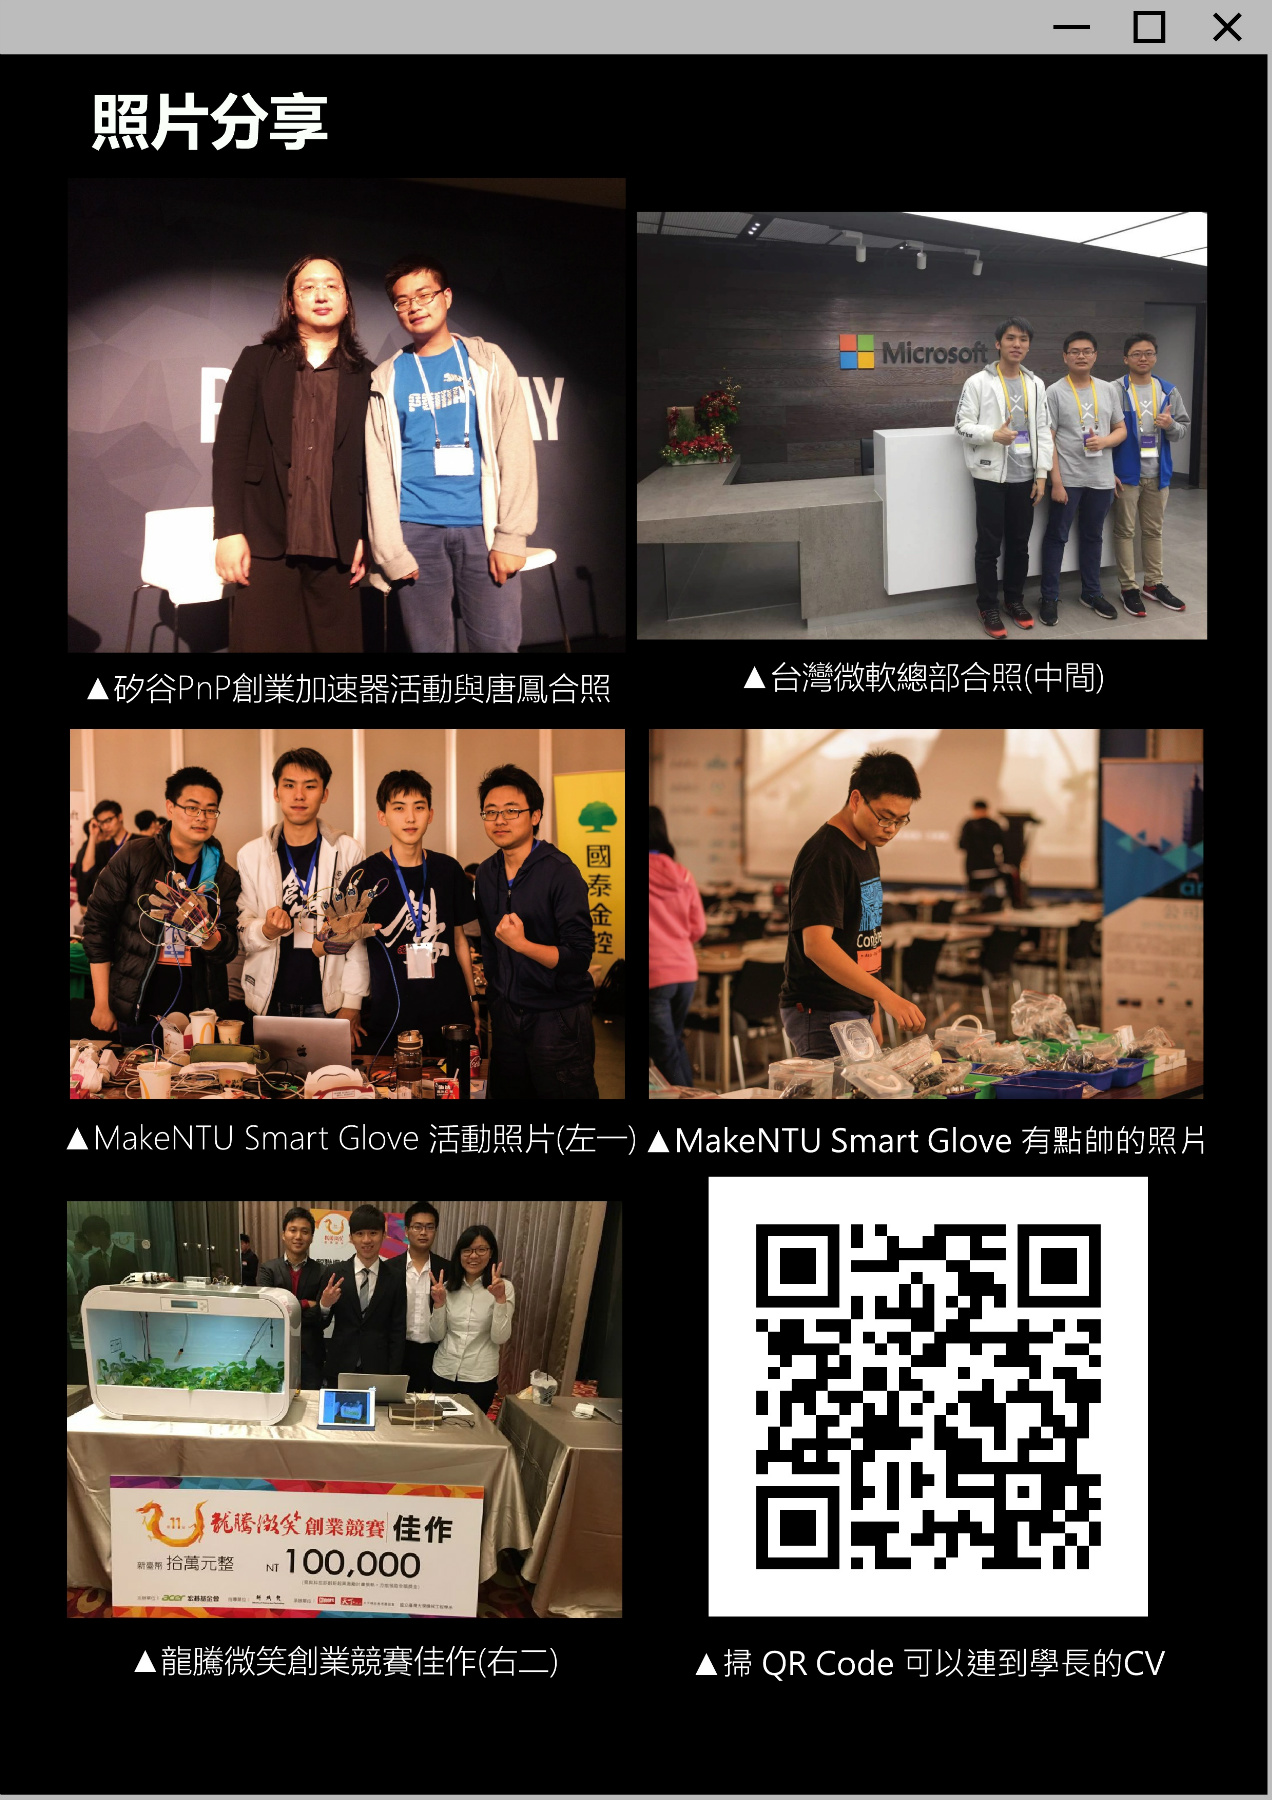 照片分享
Microsoft
▲矽谷PnP創業加速器活動與唐鳳合照
▲台灣微軟總部合照(中間)
國泰金控
▲MakeNTU Smart Glove 活動照片(左一)
▲MakeNTU Smart Glove 有點帥的照片
龍騰微笑 創業競賽 佳作
新臺幣 拾萬元整 NT 100,000
acer 宏碁基金會
▲龍騰微笑創業競賽佳作(右二)
▲掃 QR Code 可以連到學長的CV